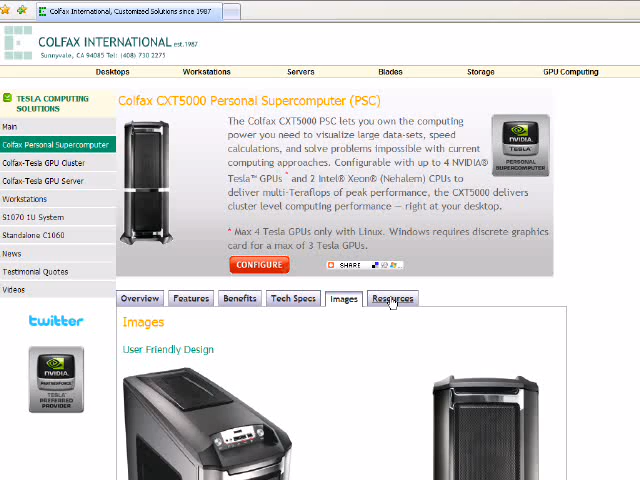 Colfax International, Customized Solutions since 1987
COLFAX INTERNATIONAL est.1987
Sunnyvale, CA 94085 Tel: (408) 730 2275
Desktops Workstations Servers Blades Storage GPU Computing
TESLA COMPUTING
SOLUTIONS
Main
Colfax Personal Supercomputer
Colfax-Tesla GPU Cluster
Colfax-Tesla GPU Server
Workstations
S1070 1U System
Standalone C1060
News
Testimonial Quotes
Videos
twitter
NVIDIA
TESLA
PREFERRED
PROVIDER
Colfax CXT5000 Personal Supercomputer (PSC)
The Colfax CXT5000 PSC lets you own the computing
power you need to visualize large data-sets, speed
calculations, and solve problems impossible with current
computing approaches. Configurable with up to 4 NVIDIA®
Tesla™ GPUs * and 2 Intel® Xeon® (Nehalem) CPUs to
deliver multi-Teraflops of peak performance, the CXT5000 delivers
cluster level computing performance — right at your desktop.
* Max 4 Tesla GPUs only with Linux. Windows requires discrete graphics
card for a max of 3 Tesla GPUs.
NVIDIA
TESLA
PERSONAL
SUPERCOMPUTER
CONFIGURE
SHARE
Overview Features Benefits Tech Specs Images Resources
Images
User Friendly Design